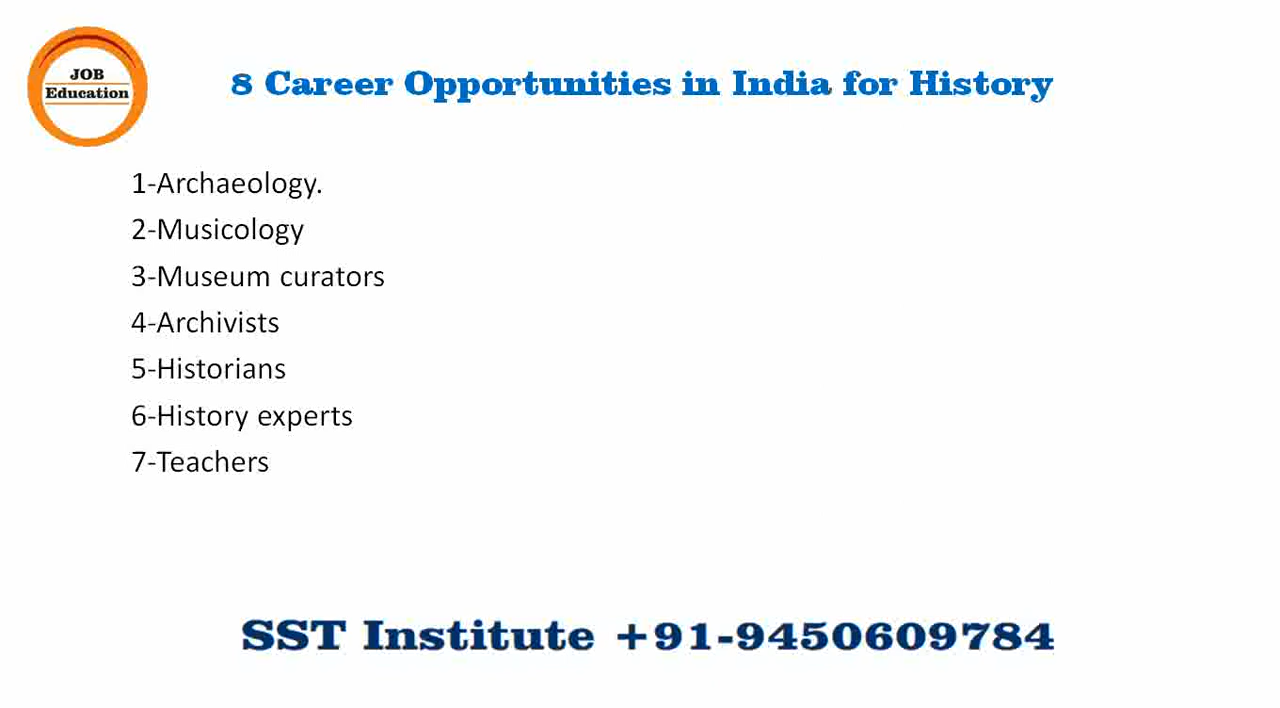 JOB
Education
8 Career Opportunities in India for History
1-Archaeology.
2-Musicology
3-Museum curators
4-Archivists
5-Historians
6-History experts
7-Teachers
SST Institute +91-9450609784